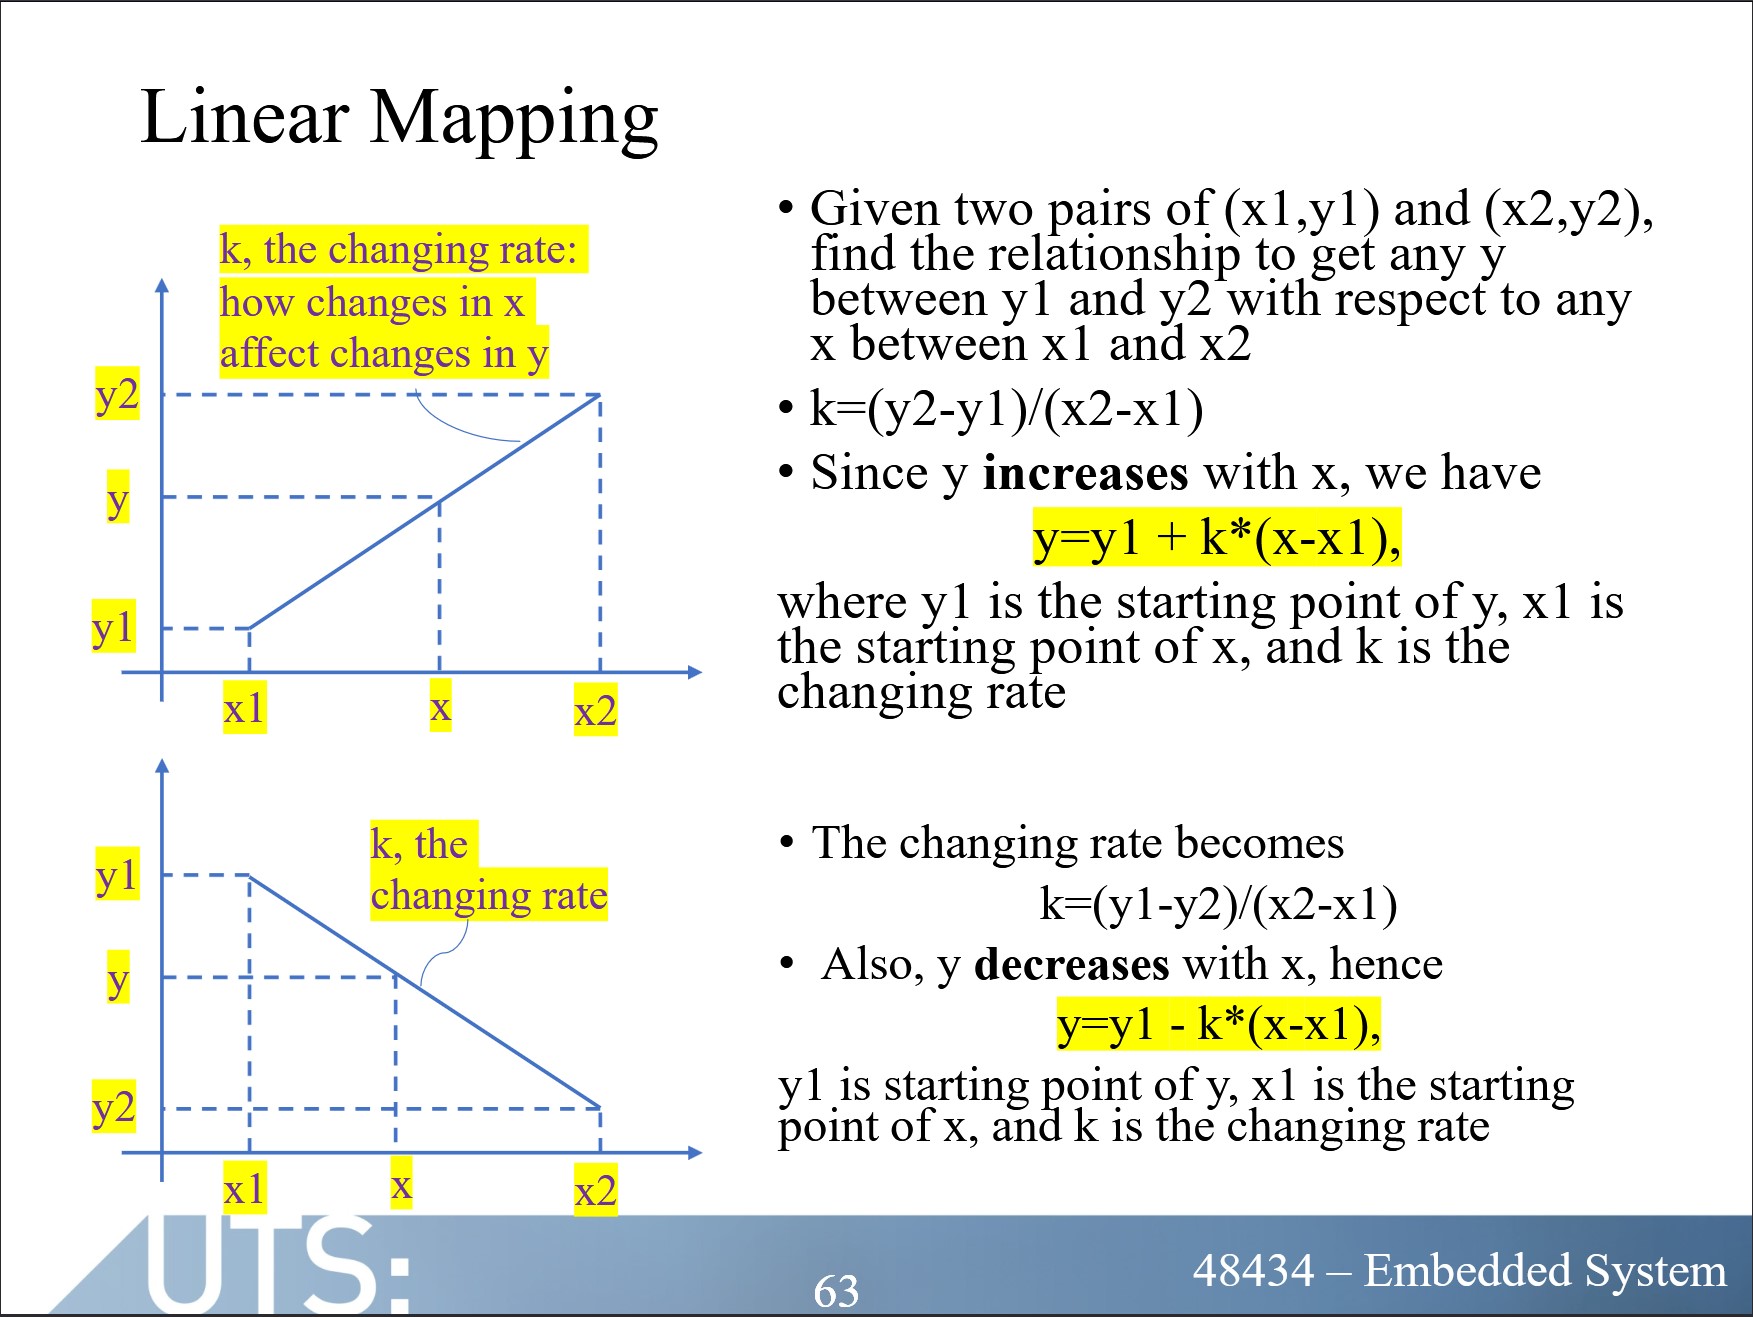 Linear Mapping
k, the changing rate:
how changes in x
affect changes in y
y2
y
y1
x1
x
x2
• Given two pairs of (x1,y1) and (x2,y2),
find the relationship to get any y
between y1 and y2 with respect to any
x between x1 and x2
• k=(y2-y1)/(x2-x1)
• Since y increases with x, we have
y=y1 + k*(x-x1),
where y1 is the starting point of y, x1 is
the starting point of x, and k is the
changing rate
k, the
changing rate
y1
y
y2
x1
x
x2
• The changing rate becomes
k=(y1-y2)/(x2-x1)
• Also, y decreases with x, hence
y=y1 - k*(x-x1),
y1 is starting point of y, x1 is the starting
point of x, and k is the changing rate
UTS:
63
48434 – Embedded System